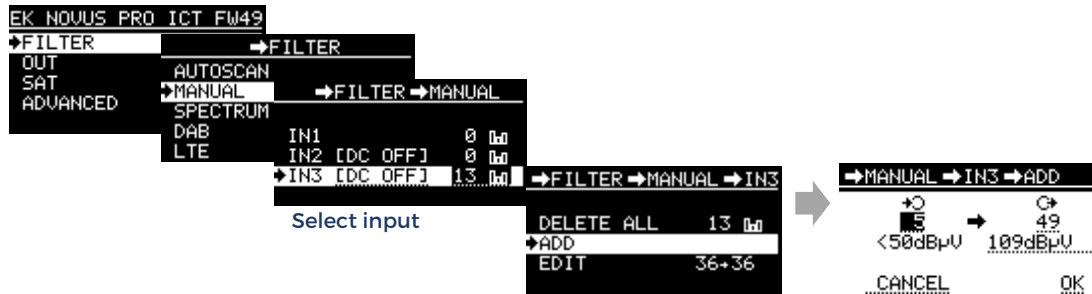 EK NOVUS PRO ICT FW49
➔FILTER
OUT
SAT
ADVANCED
➔FILTER
AUTOSCAN
➔MANUAL
SPECTRUM
DAB
LTE
➔FILTER ➔MANUAL
IN1 0
IN2 [DC OFF] 0
➔IN3 [DC OFF] 13
Select input
➔FILTER ➔MANUAL ➔IN3
DELETE ALL 13
➔ADD
EDIT 36→36
➔MANUAL ➔IN3 ➔ADD
5 ➔ 49
<50dBµV 109dBµV
CANCEL OK